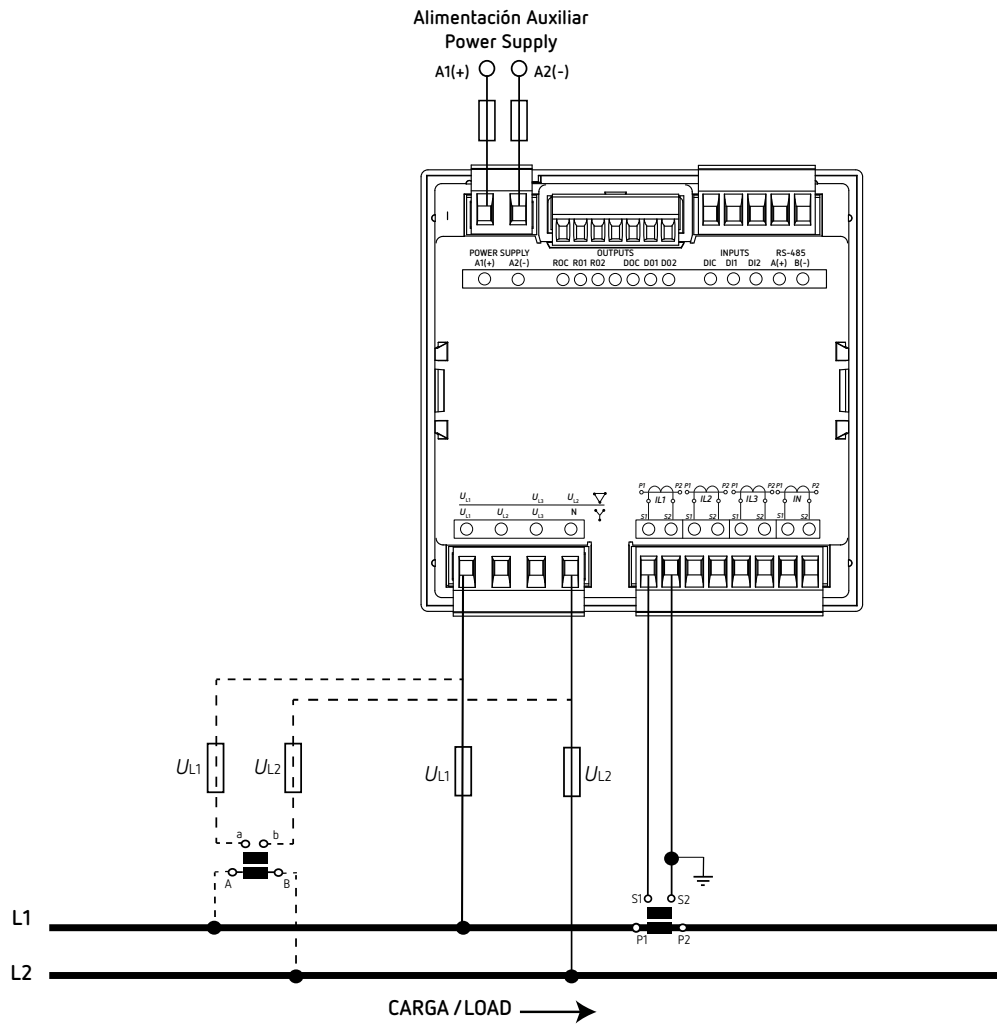 Alimentación Auxiliar
Power Supply
A1(+) A2(-)
POWER SUPPLY OUTPUTS INPUTS RS-485
A1(+) A2(-) ROC RO1 RO2 DOC DO1 DO2 DIC DI1 DI2 A(+) B(-)
P1 P2 P1 P2 P1 P2 P1 P2
IL1 IL2 IL3 IN
UL1 UL3 UL2
UL1 UL2 UL3 N
S1 S2 S1 S2 S1 S2 S1 S2
UL1 UL2 UL1 UL2
a b
A B
S1 S2
L1
P1 P2
L2
CARGA / LOAD